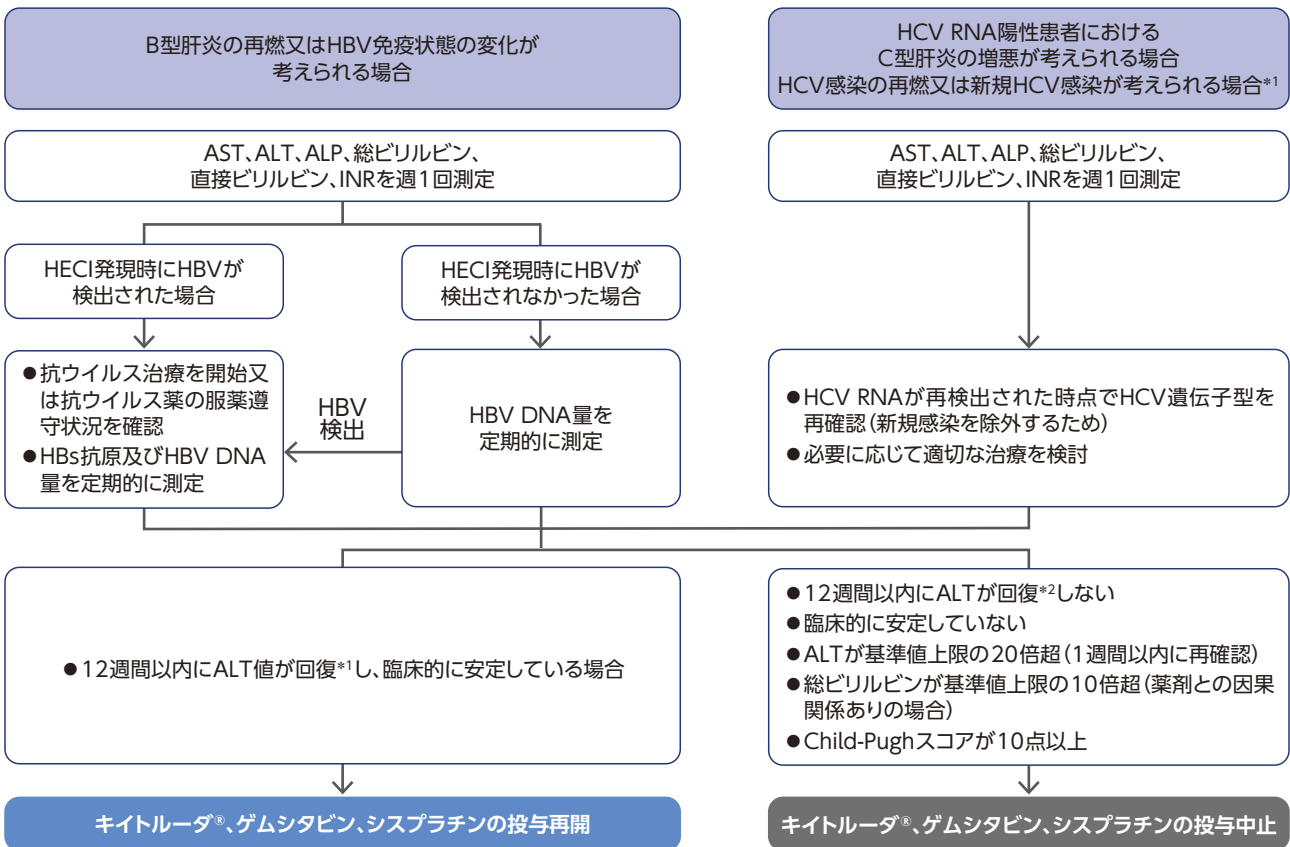 B型肝炎の再燃又はHBV免疫状態の変化が
考えられる場合
HCV RNA陽性患者における
C型肝炎の増悪が考えられる場合
HCV感染の再燃又は新規HCV感染が考えられる場合*1
AST、ALT、ALP、総ビリルビン、
直接ビリルビン、INRを週1回測定
AST、ALT、ALP、総ビリルビン、
直接ビリルビン、INRを週1回測定
HECI発現時にHBVが
検出された場合
HECI発現時にHBVが
検出されなかった場合
●抗ウイルス治療を開始又
は抗ウイルス薬の服薬遵
守状況を確認
●HBs抗原及びHBV DNA
量を定期的に測定
HBV
検出
HBV DNA量を
定期的に測定
●HCV RNAが再検出された時点でHCV遺伝子型を
再確認(新規感染を除外するため)
●必要に応じて適切な治療を検討
●12週間以内にALT値が回復*1し、臨床的に安定している場合
●12週間以内にALTが回復*2しない
●臨床的に安定していない
●ALTが基準値上限の20倍超(1週間以内に再確認)
●総ビリルビンが基準値上限の10倍超(薬剤との因果
関係ありの場合)
●Child-Pughスコアが10点以上
キイトルーダ®、ゲムシタビン、シスプラチンの投与再開
キイトルーダ®、ゲムシタビン、シスプラチンの投与中止